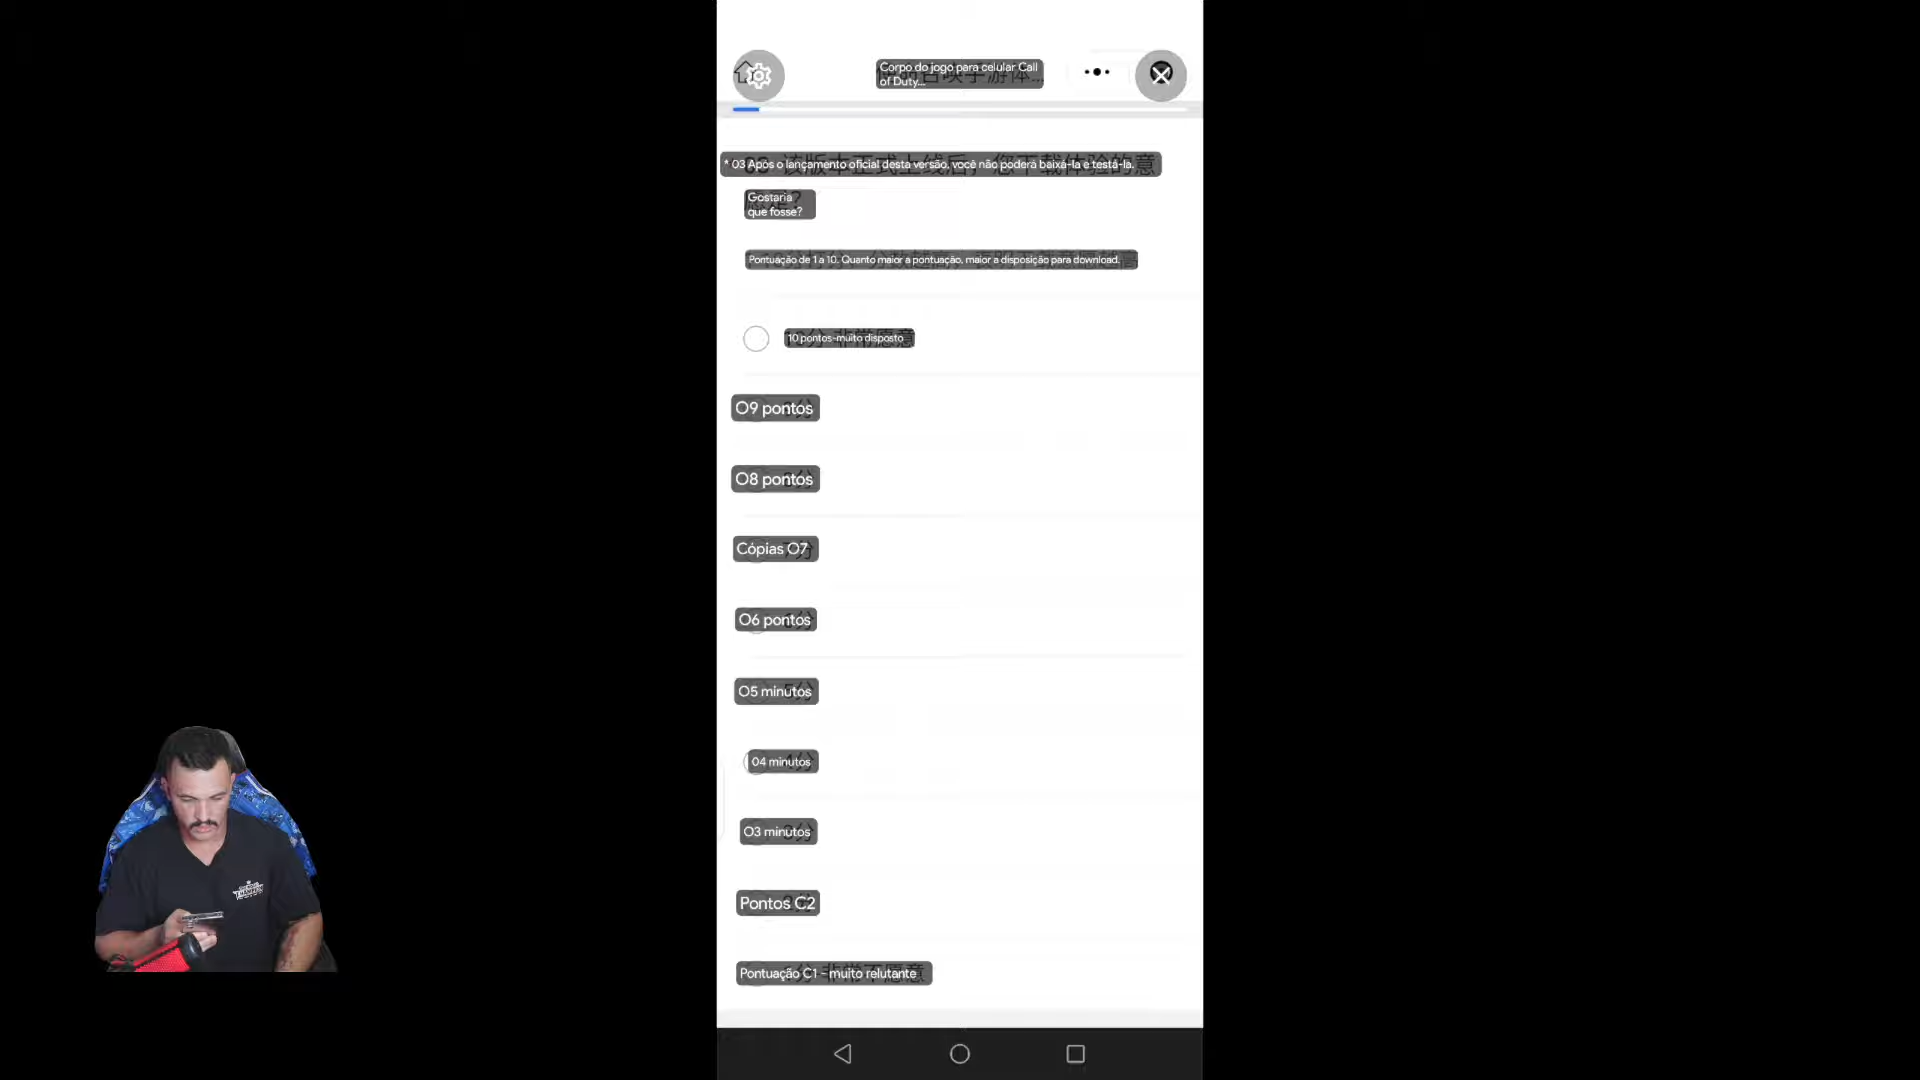 Corpo do jogo para celular Call
of Duty...
* 03 Após o lançamento oficial desta versão, você não poderá baixá-la e testá-la.
Gostaria
que fosse?
Pontuação de 1 a 10. Quanto maior a pontuação, maior a disposição para download.
10 pontos-muito disposto
O9 pontos
O8 pontos
Cópias O7
O6 pontos
O5 minutos
04 minutos
O3 minutos
Pontos C2
Pontuação C1 - muito relutante